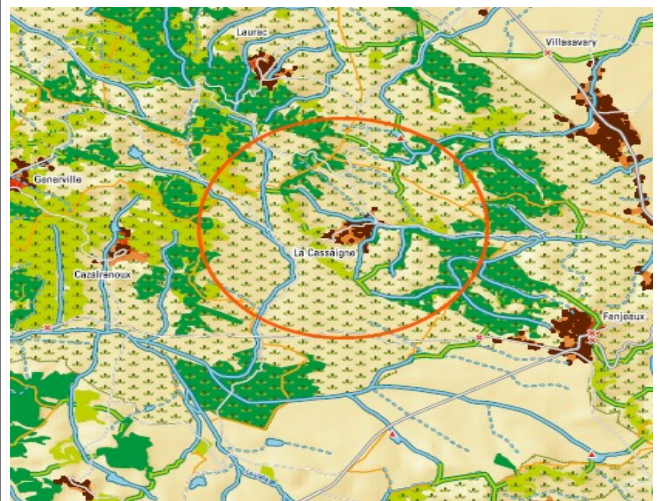 Laurac
Villasavary
Generville
La Cassaigne
Cazalrenoux
Fanjeaux